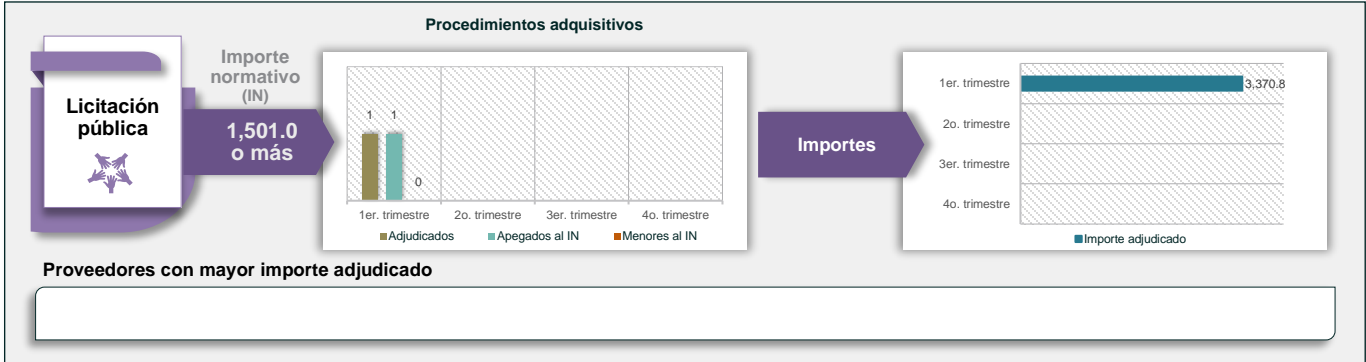 Procedimientos adquisitivos
Licitación
pública
Importe
normativo
(IN)
1,501.0
o más
1
1
0
1er. trimestre
2o. trimestre
3er. trimestre
4o. trimestre
Adjudicados
Apegados al IN
Menores al IN
Importes
1er. trimestre
3,370.8
2o. trimestre
3er. trimestre
4o. trimestre
Importe adjudicado
Proveedores con mayor importe adjudicado